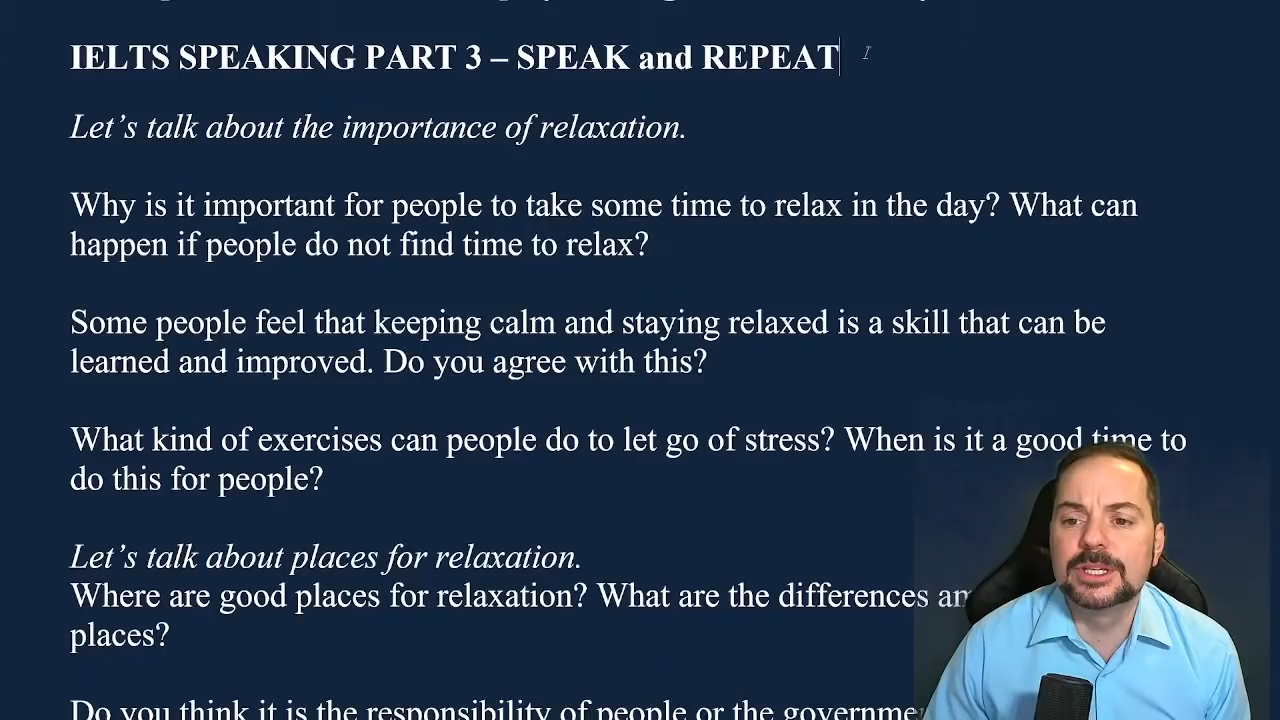 IELTS SPEAKING PART 3 – SPEAK and REPEAT
Let's talk about the importance of relaxation.
Why is it important for people to take some time to relax in the day? What can
happen if people do not find time to relax?
Some people feel that keeping calm and staying relaxed is a skill that can be
learned and improved. Do you agree with this?
What kind of exercises can people do to let go of stress? When is it a good time to
do this for people?
Let's talk about places for relaxation.
Where are good places for relaxation? What are the differences
places?
Do you think it is the responsibility of people or the